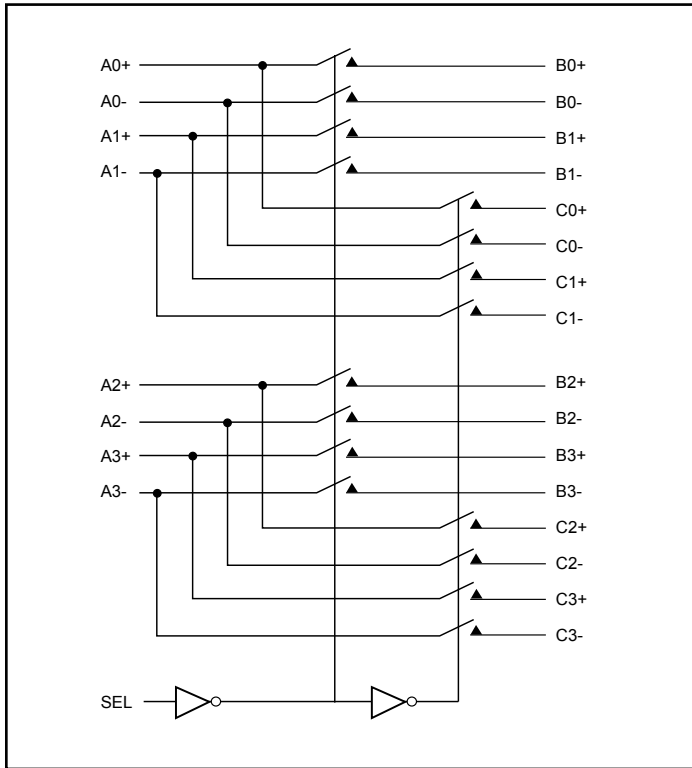 A0+ B0+
A0- B0-
A1+ B1+
A1- B1-
C0+
C0-
C1+
C1-
A2+ B2+
A2- B2-
A3+ B3+
A3- B3-
C2+
C2-
C3+
C3-
SEL